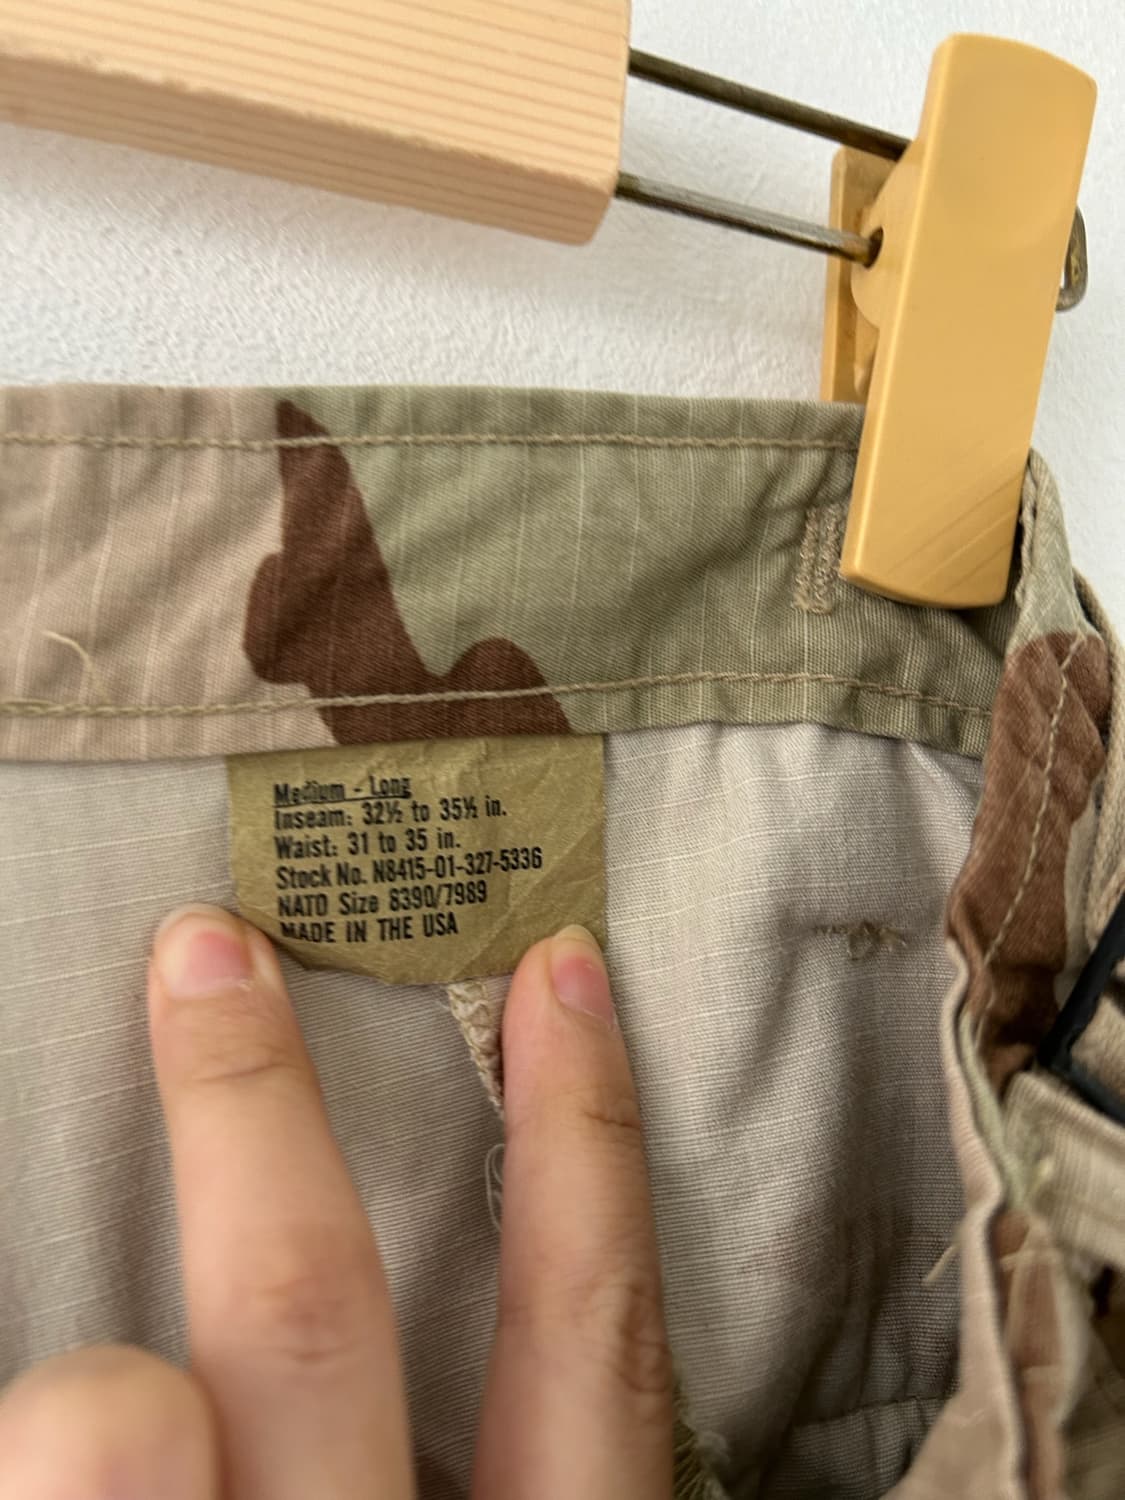 Medium - Long
Inseam: 32½ to 35½ in.
Waist: 31 to 35 in.
Stock No. N8415-01-327-5336
NATO Size 8390/7989
MADE IN THE USA